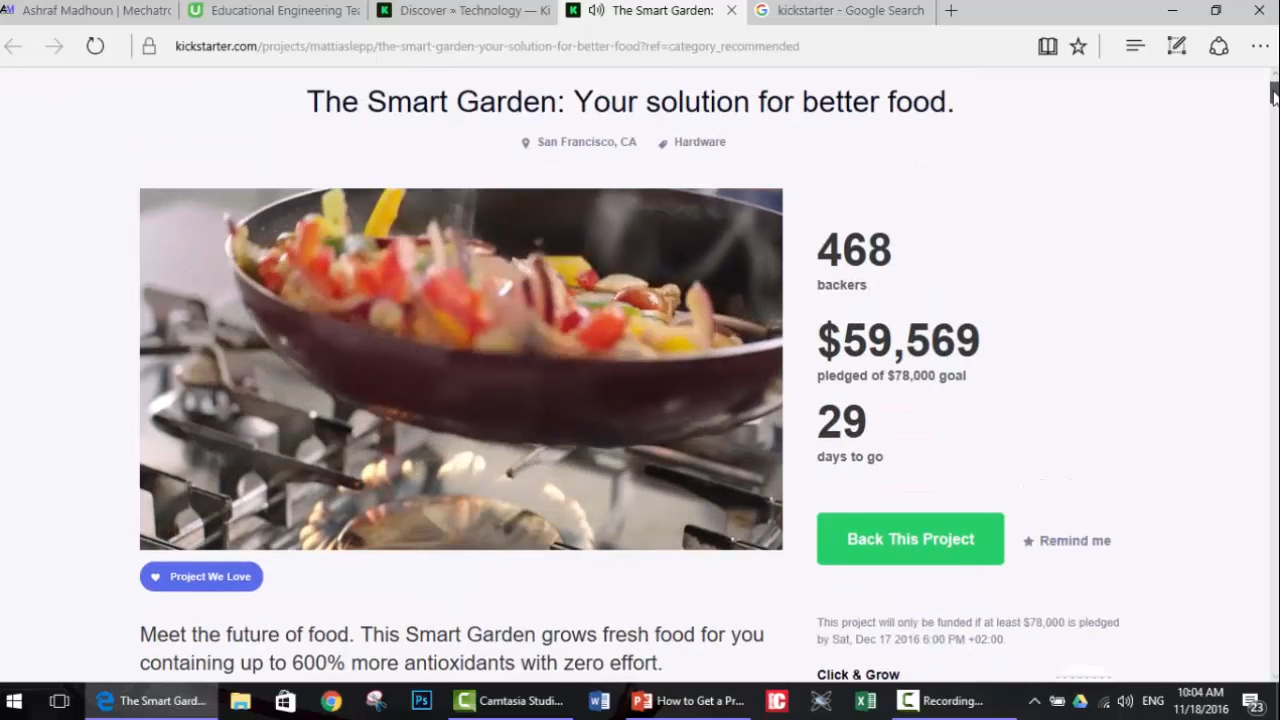 Ashraf Madhoun | Mechatro
Educational Engineering Te
Discover » Technology — Ki
The Smart Garden:
kickstarter - Google Search
kickstarter.com/projects/mattiaslepp/the-smart-garden-your-solution-for-better-food?ref=category_recommended
The Smart Garden: Your solution for better food.
San Francisco, CA Hardware
468
backers
$59,569
pledged of $78,000 goal
29
days to go
Back This Project
Remind me
Project We Love
Meet the future of food. This Smart Garden grows fresh food for you
containing up to 600% more antioxidants with zero effort.
This project will only be funded if at least $78,000 is pledged
by Sat, Dec 17 2016 6:00 PM +02:00.
Click & Grow
The Smart Gard...
Camtasia Studi...
How to Get a Pr...
Recording...
ENG
10:04 AM
11/18/2016
23